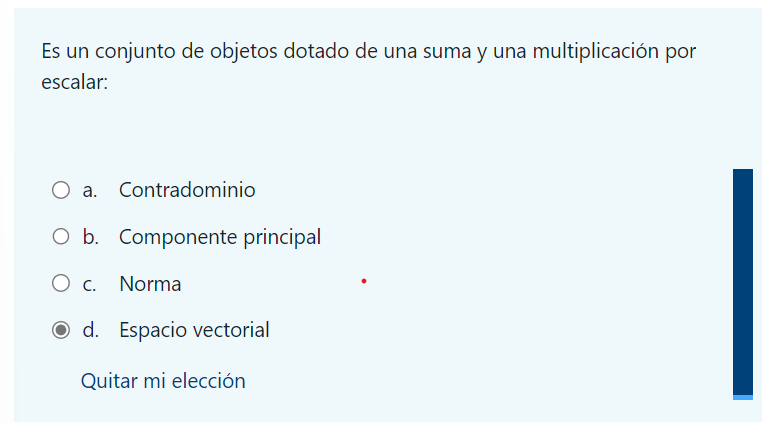 Es un conjunto de objetos dotado de una suma y una multiplicación por
escalar:
a. Contradominio
b. Componente principal
c. Norma
d. Espacio vectorial
Quitar mi elección